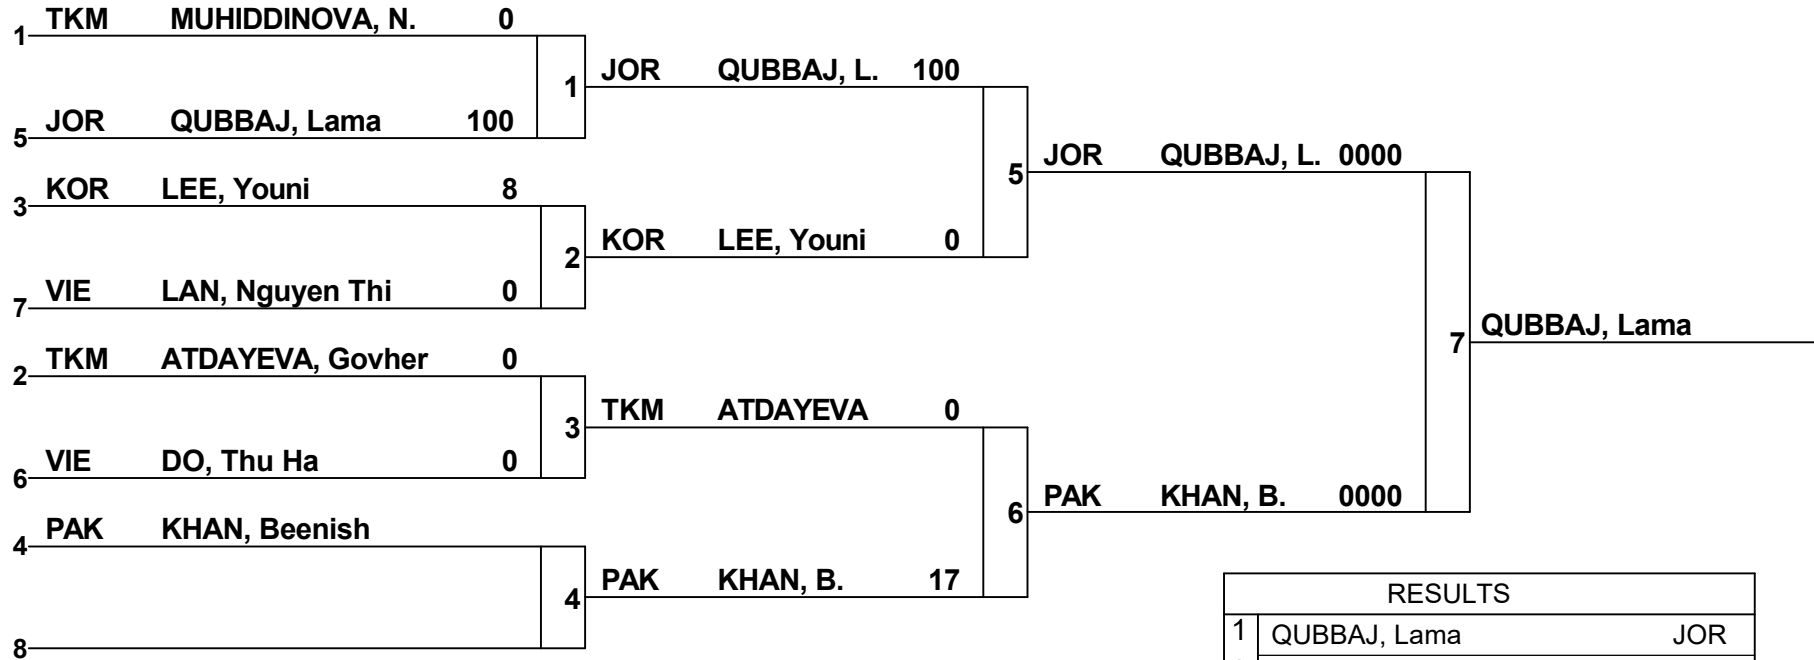 1 TKM MUHIDDINOVA, N. 0
5 JOR QUBBAJ, Lama 100
1
JOR QUBBAJ, L. 100
3 KOR LEE, Youni 8
7 VIE LAN, Nguyen Thi 0
2
KOR LEE, Youni 0
5
JOR QUBBAJ, L. 0000
2 TKM ATDAYEVA, Govher 0
6 VIE DO, Thu Ha 0
3
TKM ATDAYEVA 0
4 PAK KHAN, Beenish
8
4
PAK KHAN, B. 17
6
PAK KHAN, B. 0000
7
QUBBAJ, Lama
RESULTS
1 QUBBAJ, Lama JOR